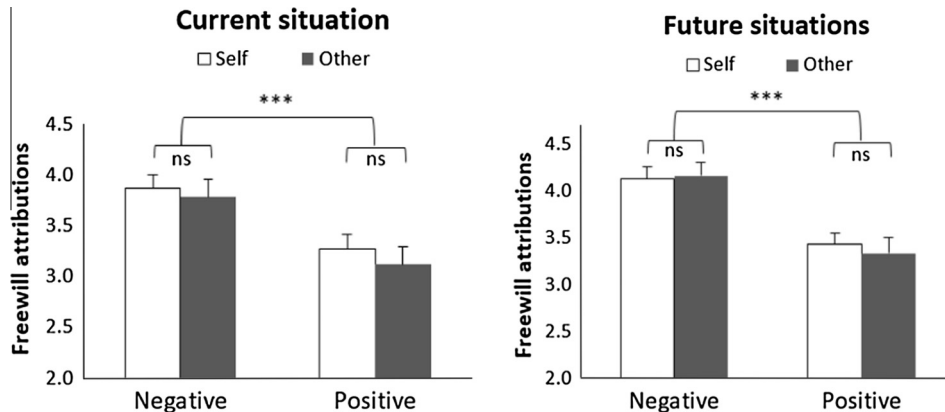 Current situation
Self Other
***
ns ns
Freewill attributions
4.5
4.0
3.5
3.0
2.5
2.0
Negative Positive
Future situations
Self Other
***
ns ns
Freewill attributions
4.5
4.0
3.5
3.0
2.5
2.0
Negative Positive